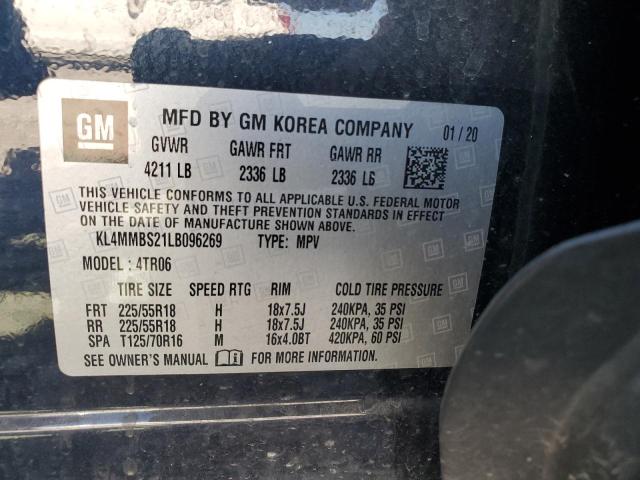 GM MFD BY GM KOREA COMPANY 01/20
GVWR GAWR FRT GAWR RR
4211 LB 2336 LB 2336 LB
THIS VEHICLE CONFORMS TO ALL APPLICABLE U.S. FEDERAL MOTOR
VEHICLE SAFETY AND THEFT PREVENTION STANDARDS IN EFFECT
ON THE DATE OF MANUFACTURE SHOWN ABOVE.
KL4MMBS21LB096269 TYPE: MPV
MODEL: 4TR06
TIRE SIZE SPEED RTG RIM COLD TIRE PRESSURE
FRT 225/55R18 H 18x7.5J 240KPA, 35 PSI
RR 225/55R18 H 18x7.5J 240KPA, 35 PSI
SPA T125/70R16 M 16x4.0BT 420KPA, 60 PSI
SEE OWNER'S MANUAL FOR MORE INFORMATION.